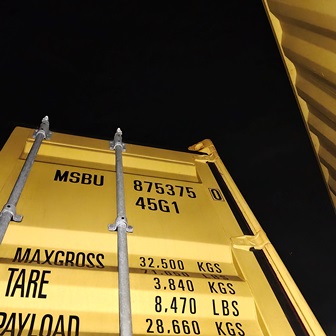 MSBU 875375 0
45G1
MAXGROSS 32,500 KGS
TARE 3,840 KGS
8,470 LBS
PAYLOAD 28,660 KGS